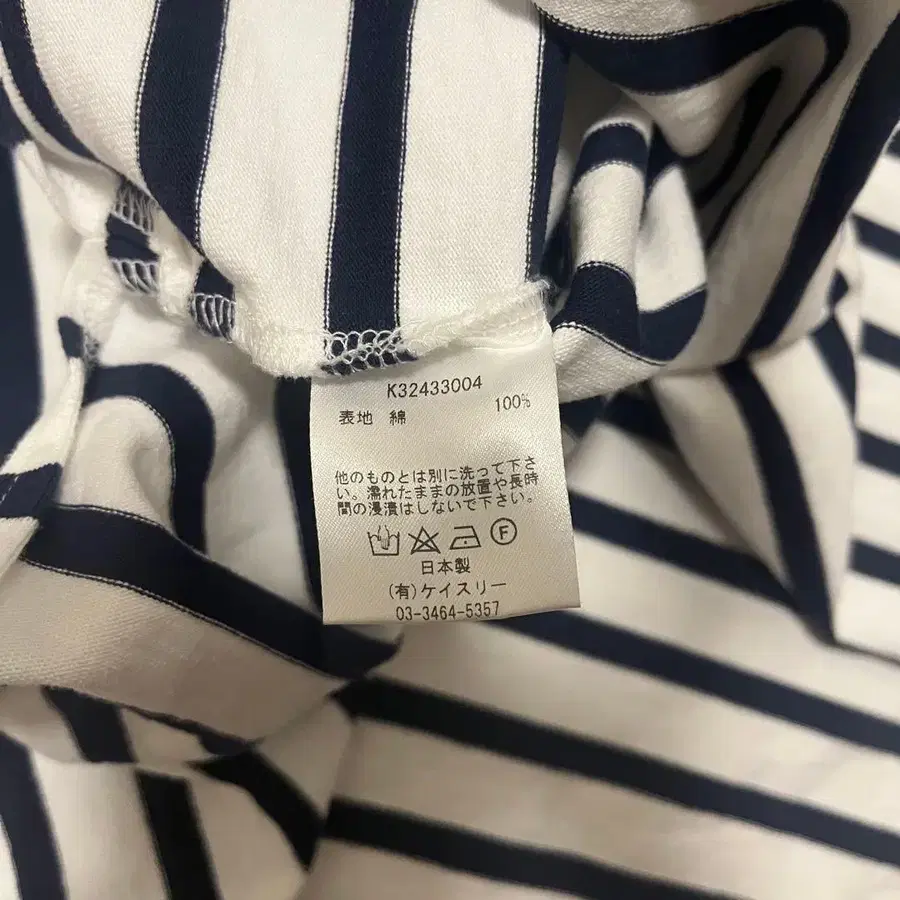 K32433004
表地 綿 100%
他のものとは別に洗って下さ
い。濡れたままの放置や長時
間の浸漬はしないで下さい。
F
日本製
(有)ケイスリー
03-3464-5357